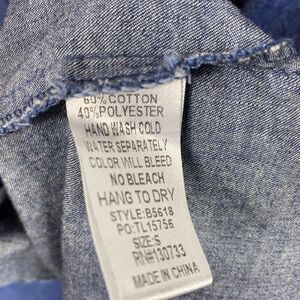 60% COTTON
40% POLYESTER
HAND WASH COLD
WATER SEPARATELY
COLOR WILL BLEED
NO BLEACH
HANG TO DRY
STYLE:B5618
PO:TL15756
SIZE:S
RN#130733
MADE IN CHINA